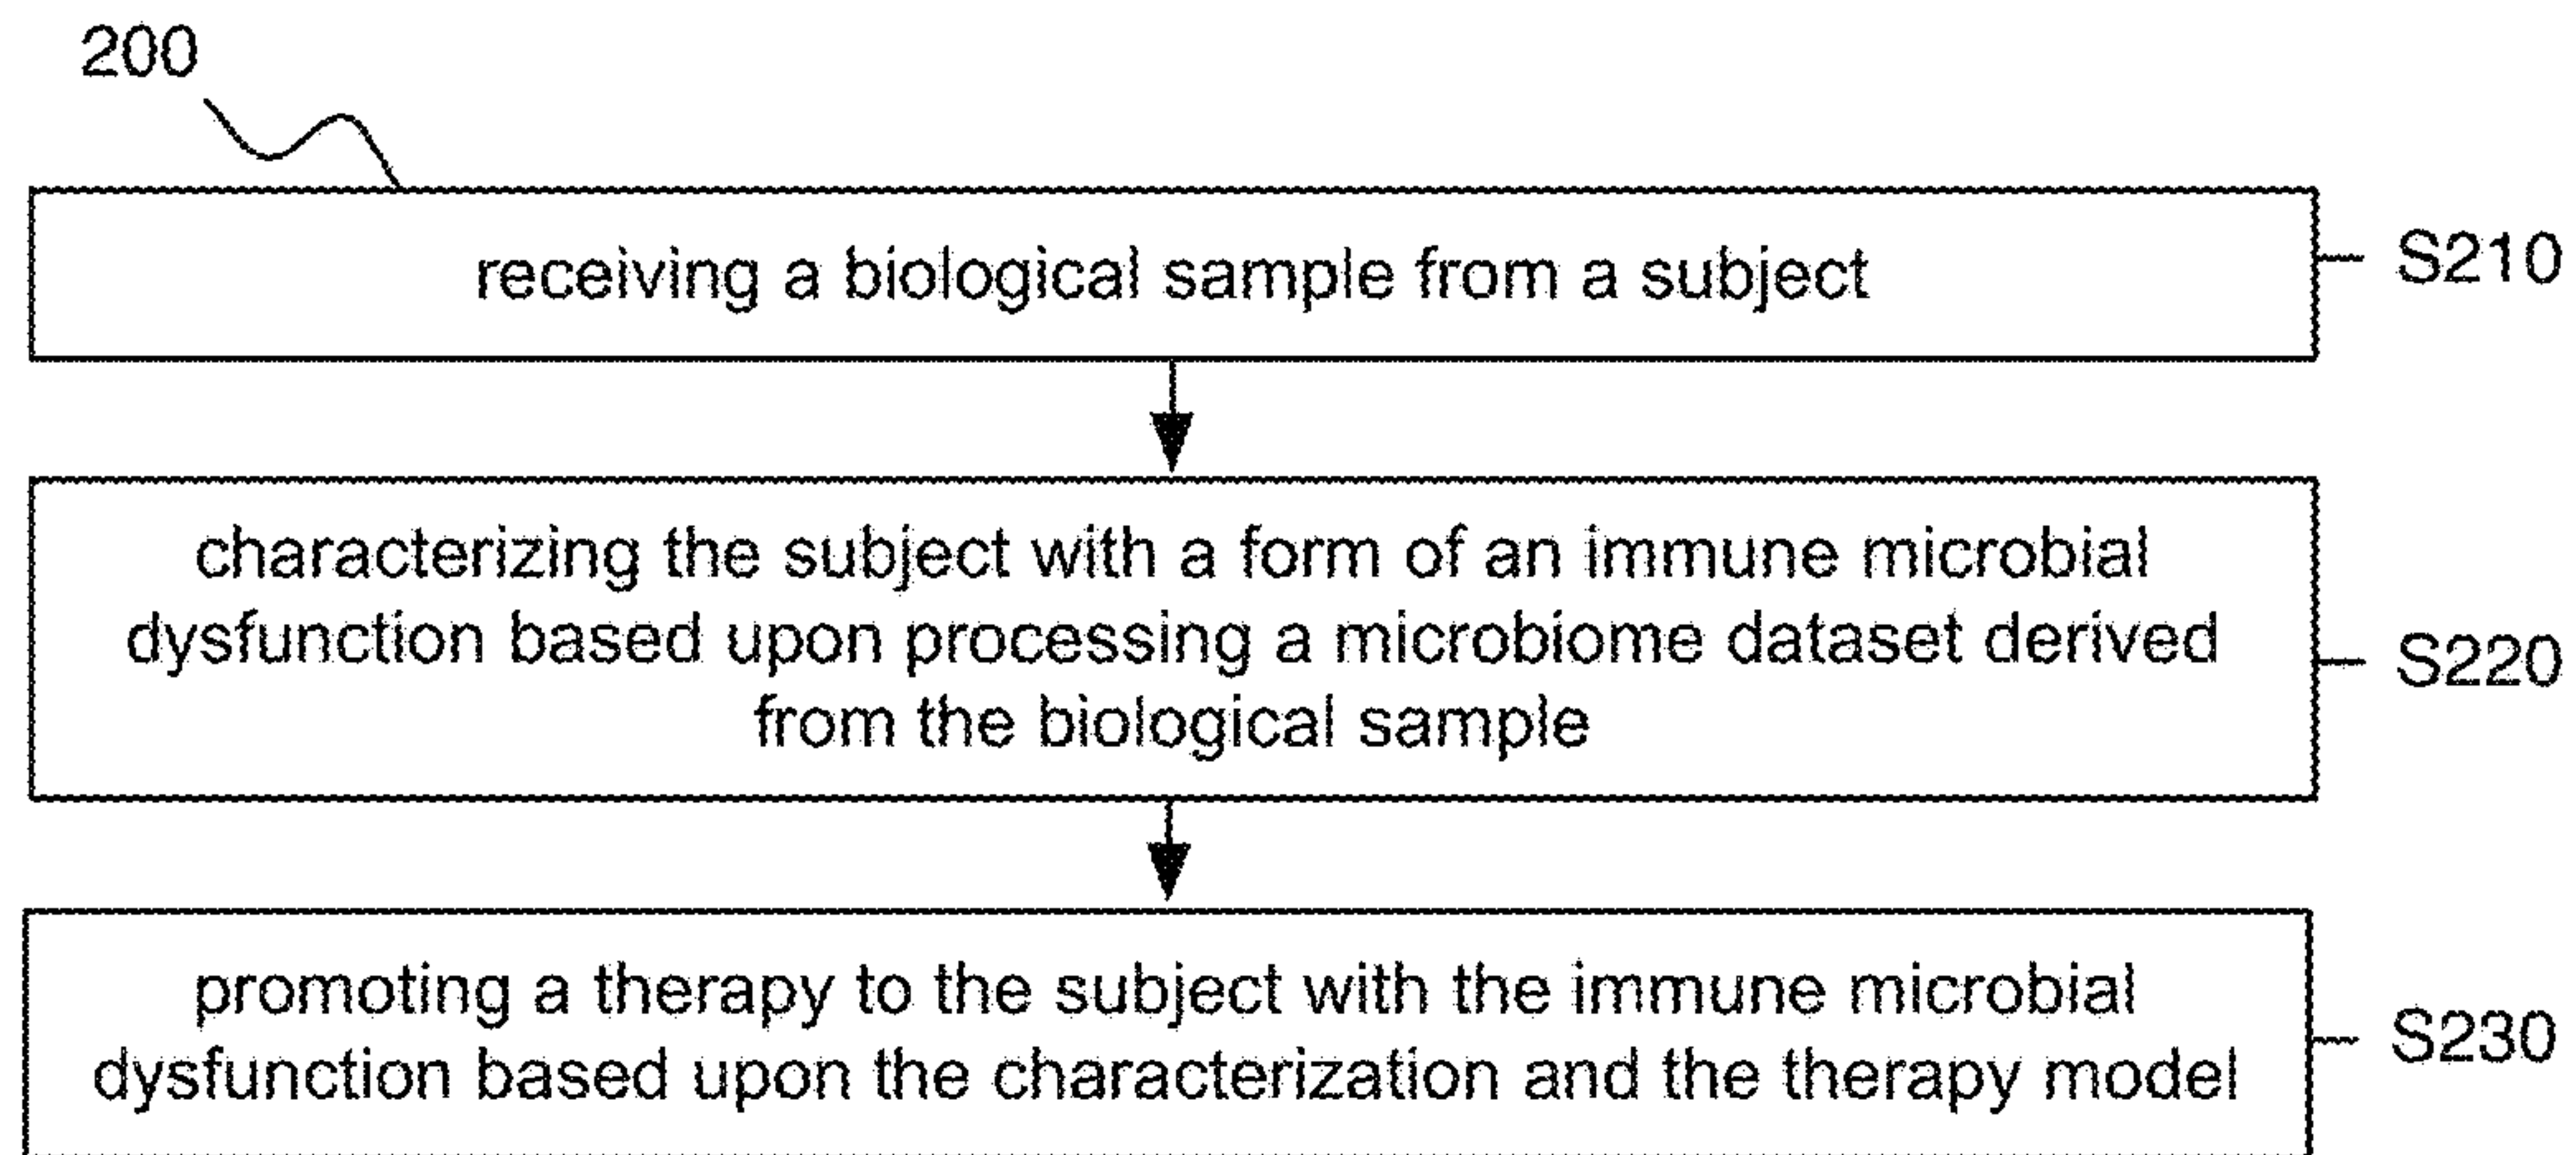 200
receiving a biological sample from a subject
S210
characterizing the subject with a form of an immune microbial
dysfunction based upon processing a microbiome dataset derived
from the biological sample
S220
promoting a therapy to the subject with the immune microbial
dysfunction based upon the characterization and the therapy model
S230